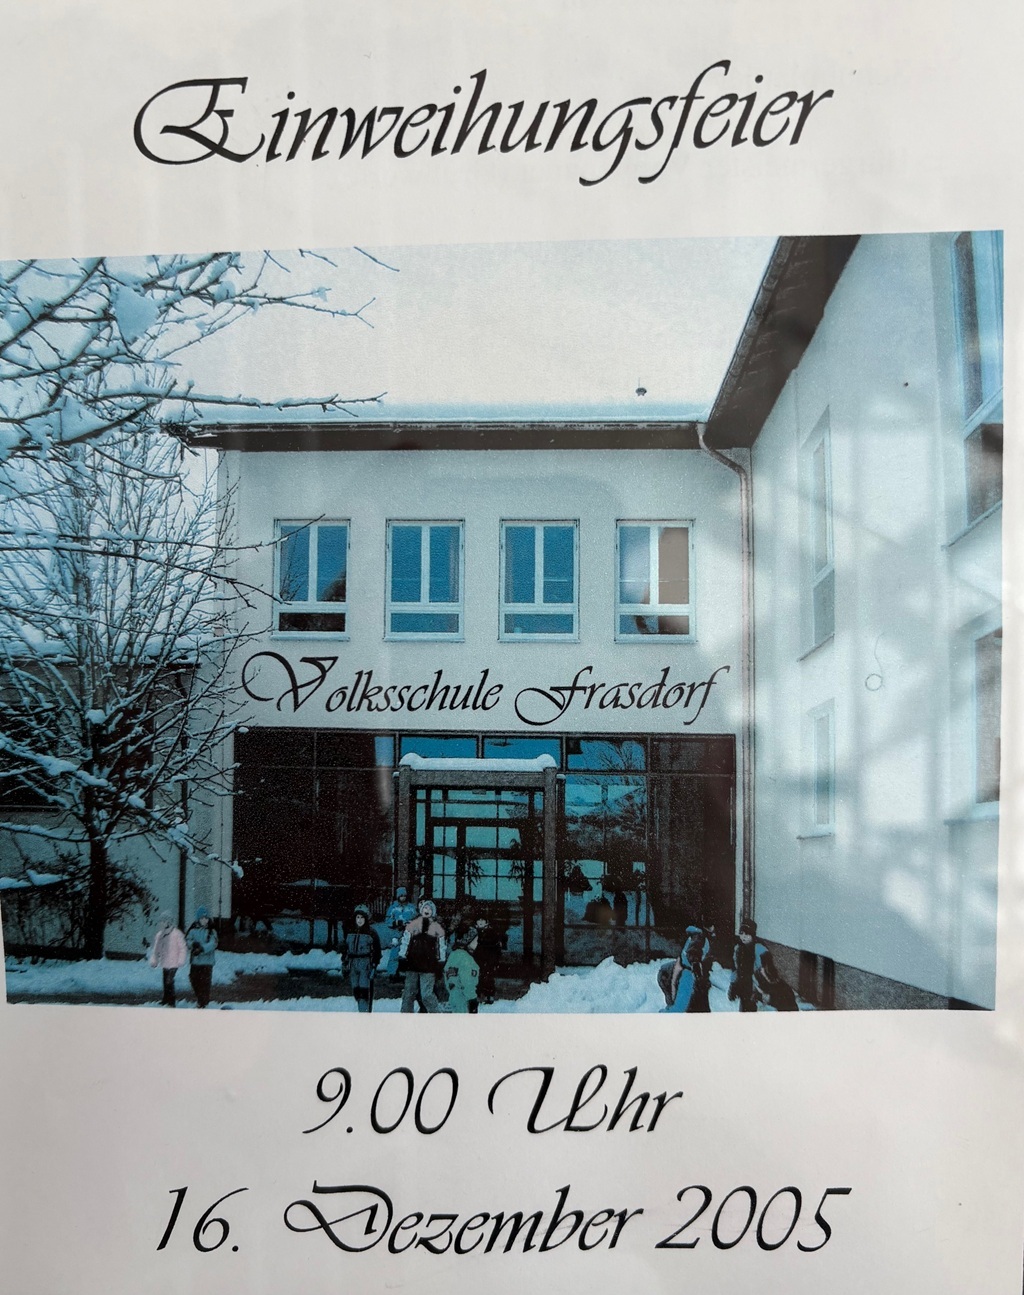 Einweihungsfeier
Volksschule Frasdorf
9.00 Uhr
16. Dezember 2005